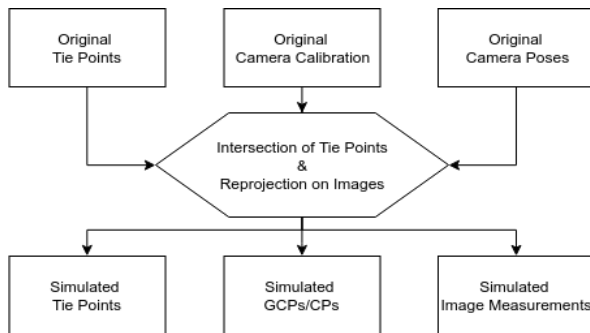 Original
Tie Points
Original
Camera Calibration
Original
Camera Poses
Intersection of Tie Points
&
Reprojection on Images
Simulated
Tie Points
Simulated
GCPs/CPs
Simulated
Image Measurements